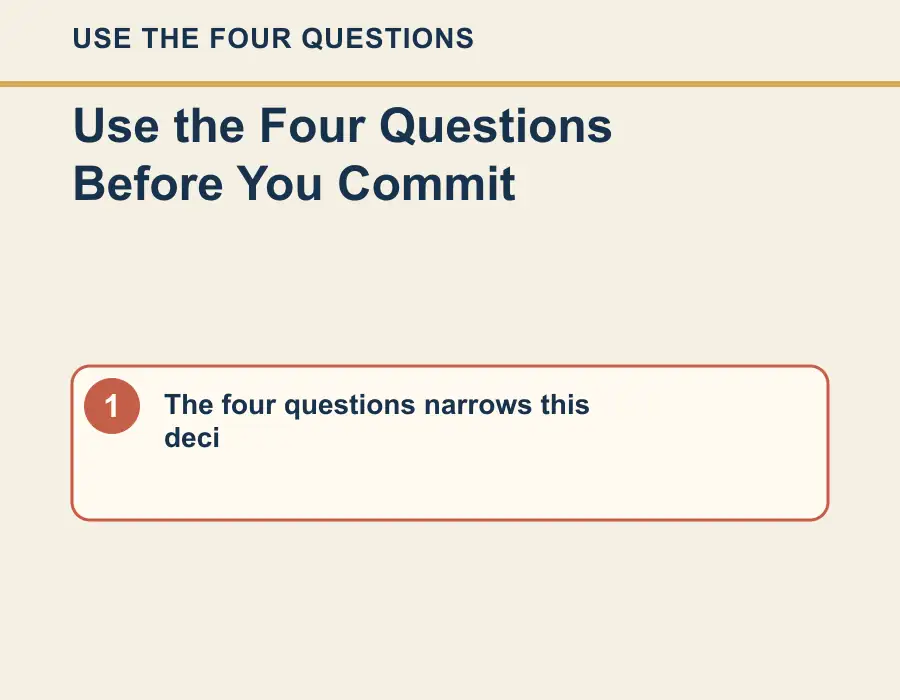 USE THE FOUR QUESTIONS
Use the Four Questions
Before You Commit
1
The four questions narrows this
deci